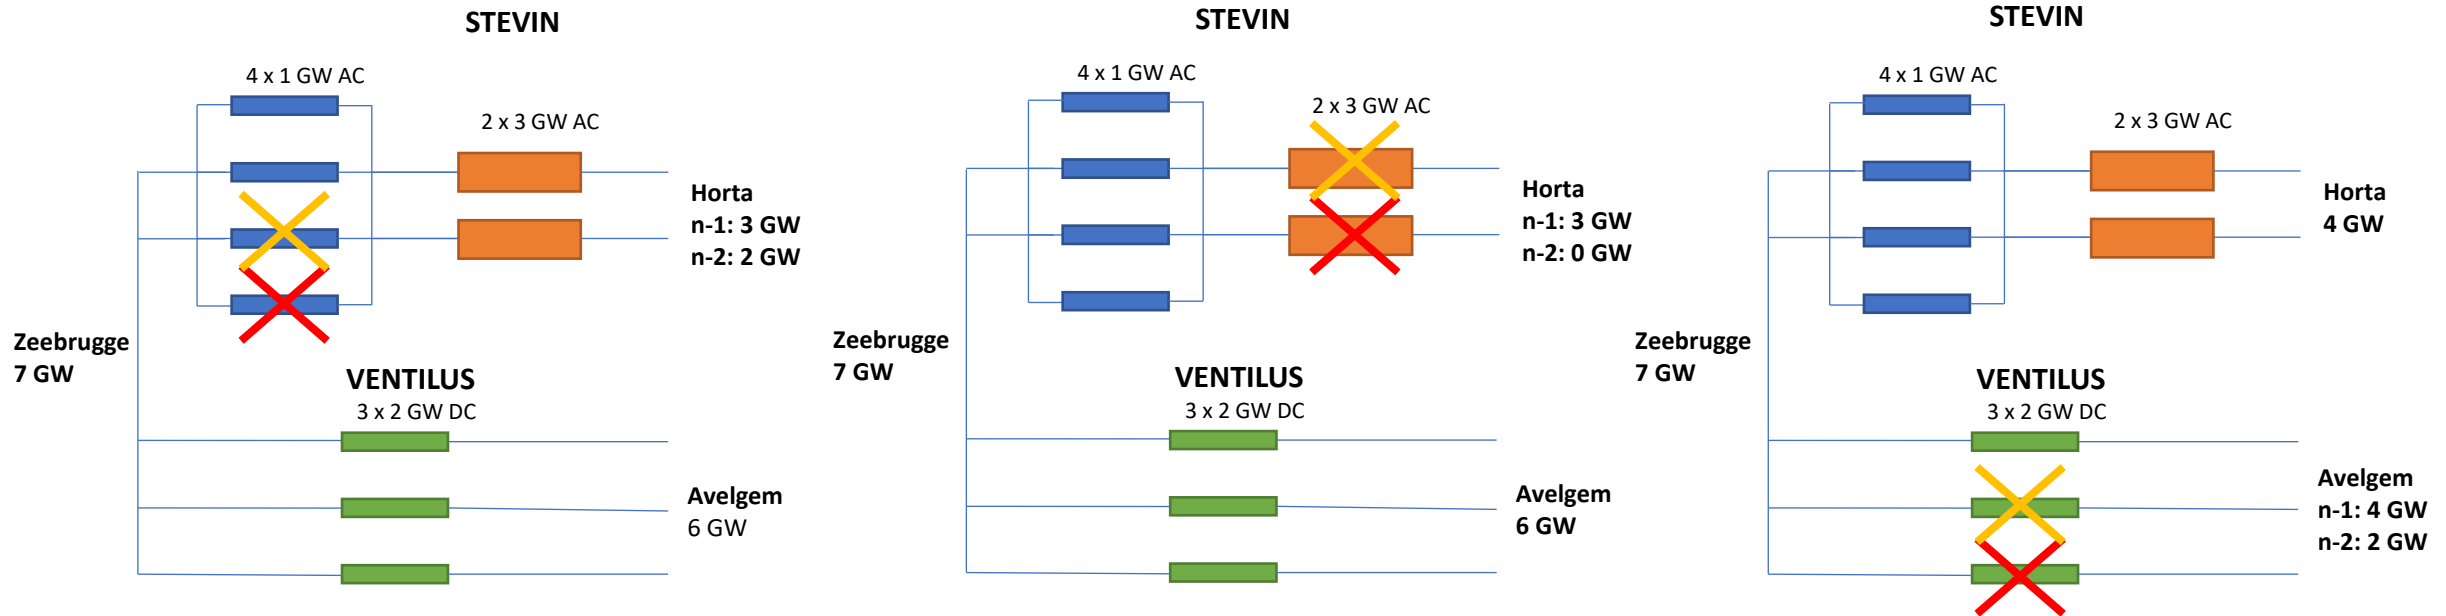 STEVIN
4 x 1 GW AC
2 x 3 GW AC
Horta
n-1: 3 GW
n-2: 2 GW
Zeebrugge
7 GW
VENTILUS
3 x 2 GW DC
Avelgem
6 GW
STEVIN
4 x 1 GW AC
2 x 3 GW AC
Horta
n-1: 3 GW
n-2: 0 GW
Zeebrugge
7 GW
VENTILUS
3 x 2 GW DC
Avelgem
6 GW
STEVIN
4 x 1 GW AC
2 x 3 GW AC
Horta
4 GW
Zeebrugge
7 GW
VENTILUS
3 x 2 GW DC
Avelgem
n-1: 4 GW
n-2: 2 GW